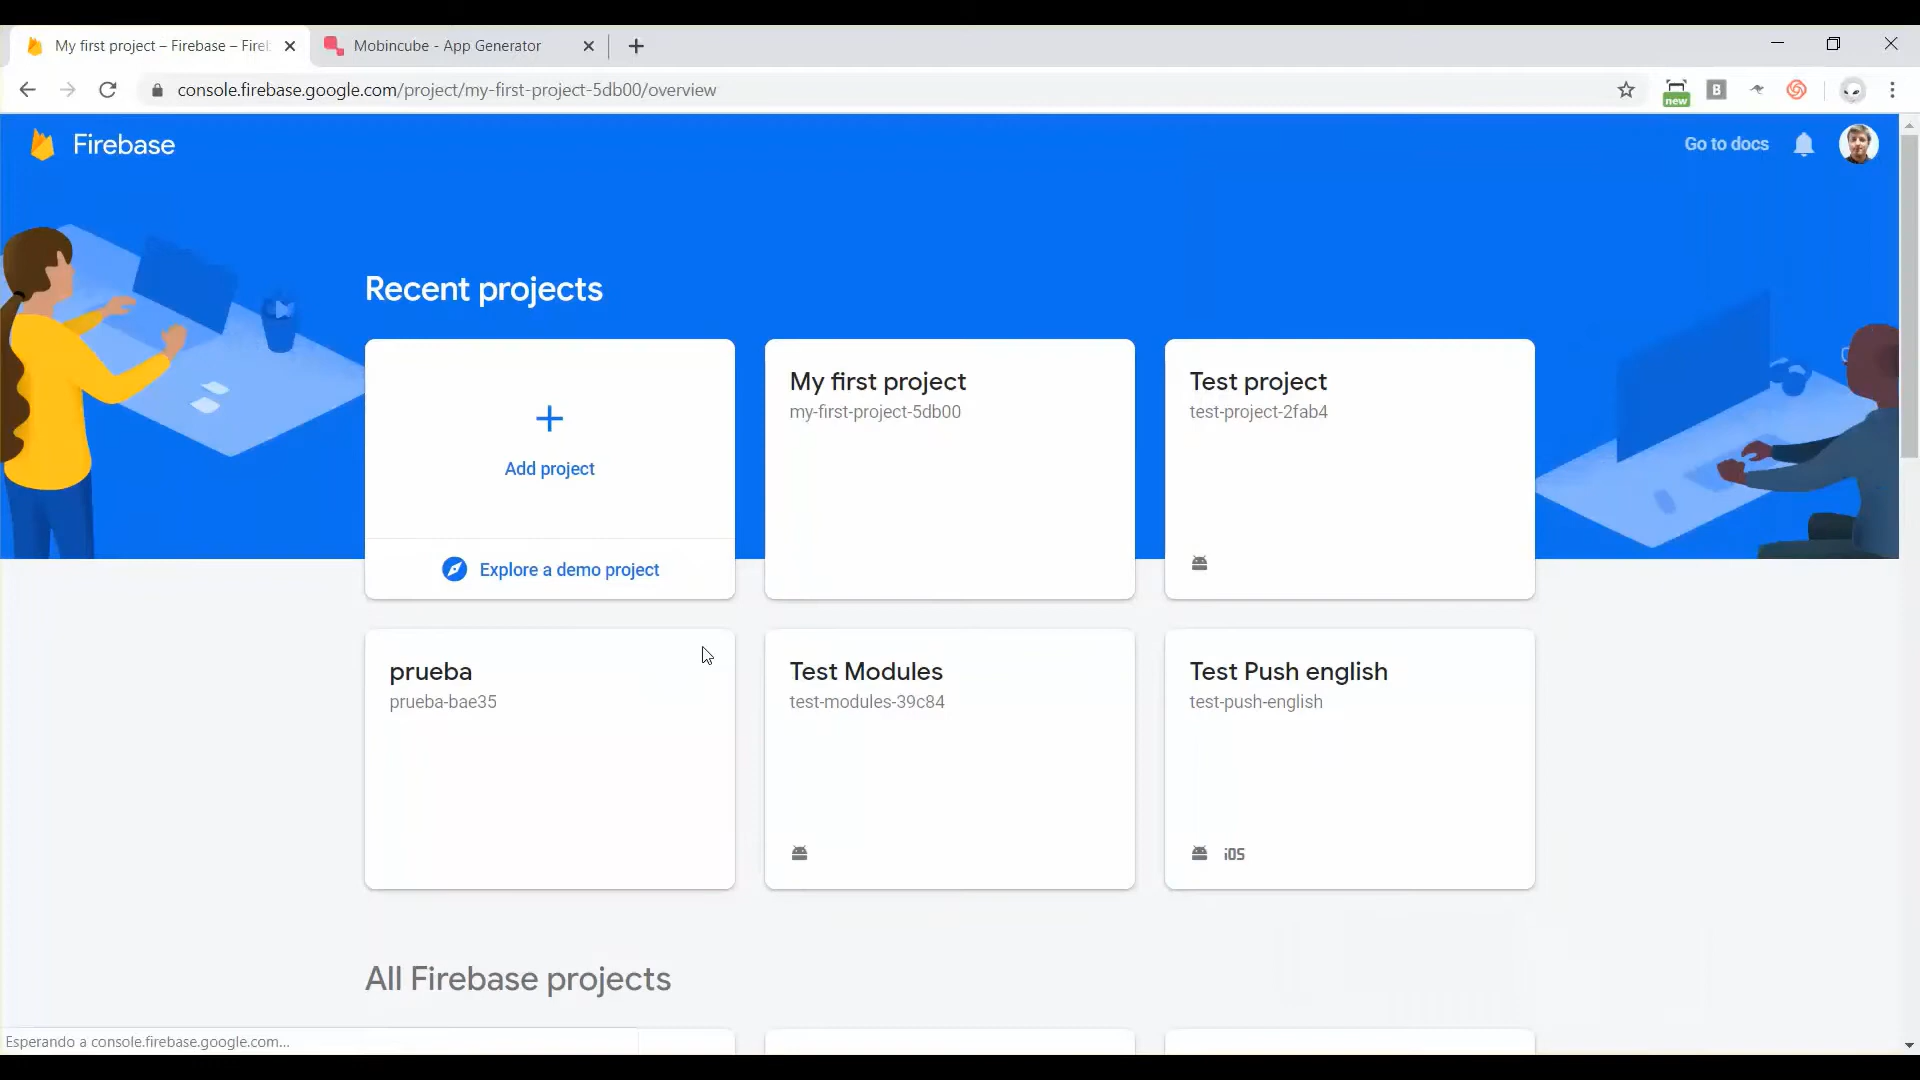 My first project – Firebase – Fireb
Mobincube - App Generator
console.firebase.google.com/project/my-first-project-5db00/overview
new
B
Firebase
Go to docs
Recent projects
Add project
Explore a demo project
My first project
my-first-project-5db00
Test project
test-project-2fab4
prueba
prueba-bae35
Test Modules
test-modules-39c84
Test Push english
test-push-english
iOS
All Firebase projects
Esperando a console.firebase.google.com...